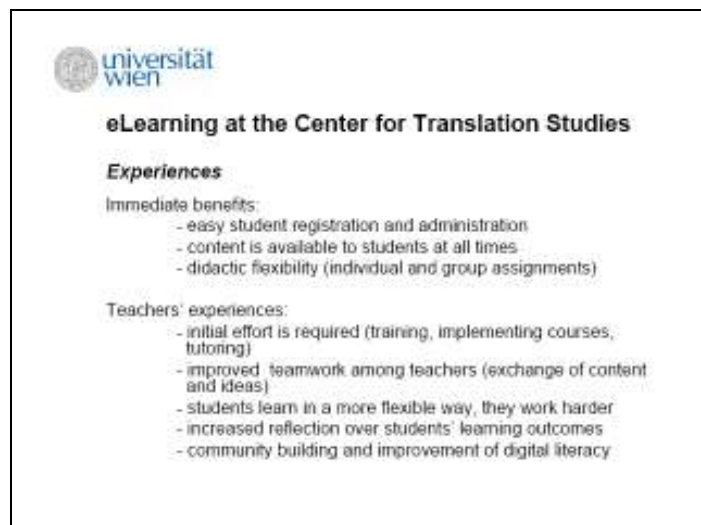 universität
wien
eLearning at the Center for Translation Studies
Experiences
Immediate benefits:
- easy student registration and administration
- content is available to students at all times
- didactic flexibility (individual and group assignments)
Teachers' experiences:
- initial effort is required (training, implementing courses,
tutoring)
- improved teamwork among teachers (exchange of content
and ideas)
- students learn in a more flexible way, they work harder
- increased reflection over students' learning outcomes
- community building and improvement of digital literacy